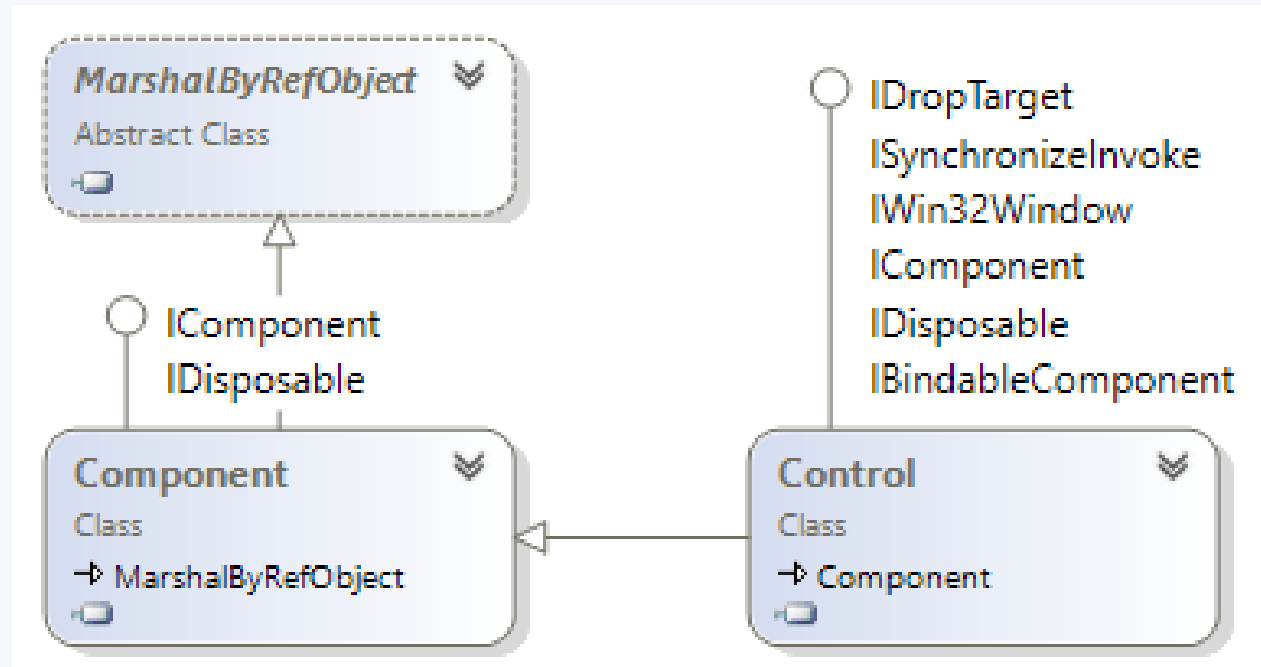 MarshalByRefObject
Abstract Class
IDropTarget
ISynchronizeInvoke
IWin32Window
IComponent
IDisposable
IBindableComponent
IComponent
IDisposable
Component
Class
MarshalByRefObject
Control
Class
Component